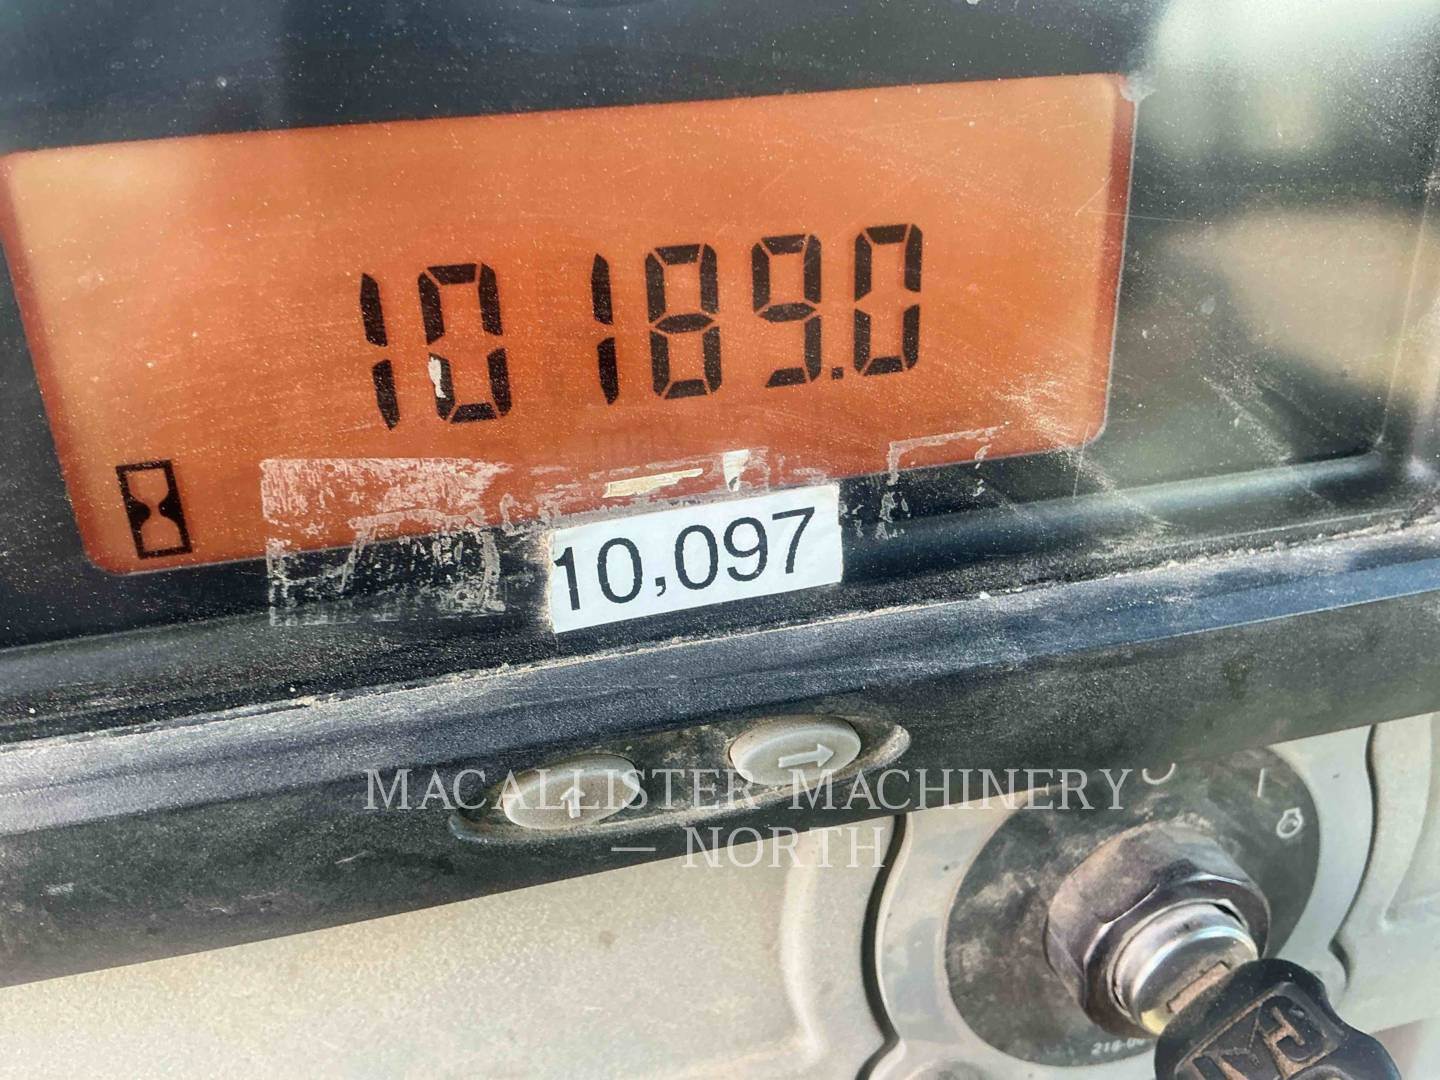 10189.0
10,097
MACALLISTER MACHINERY
— NORTH —